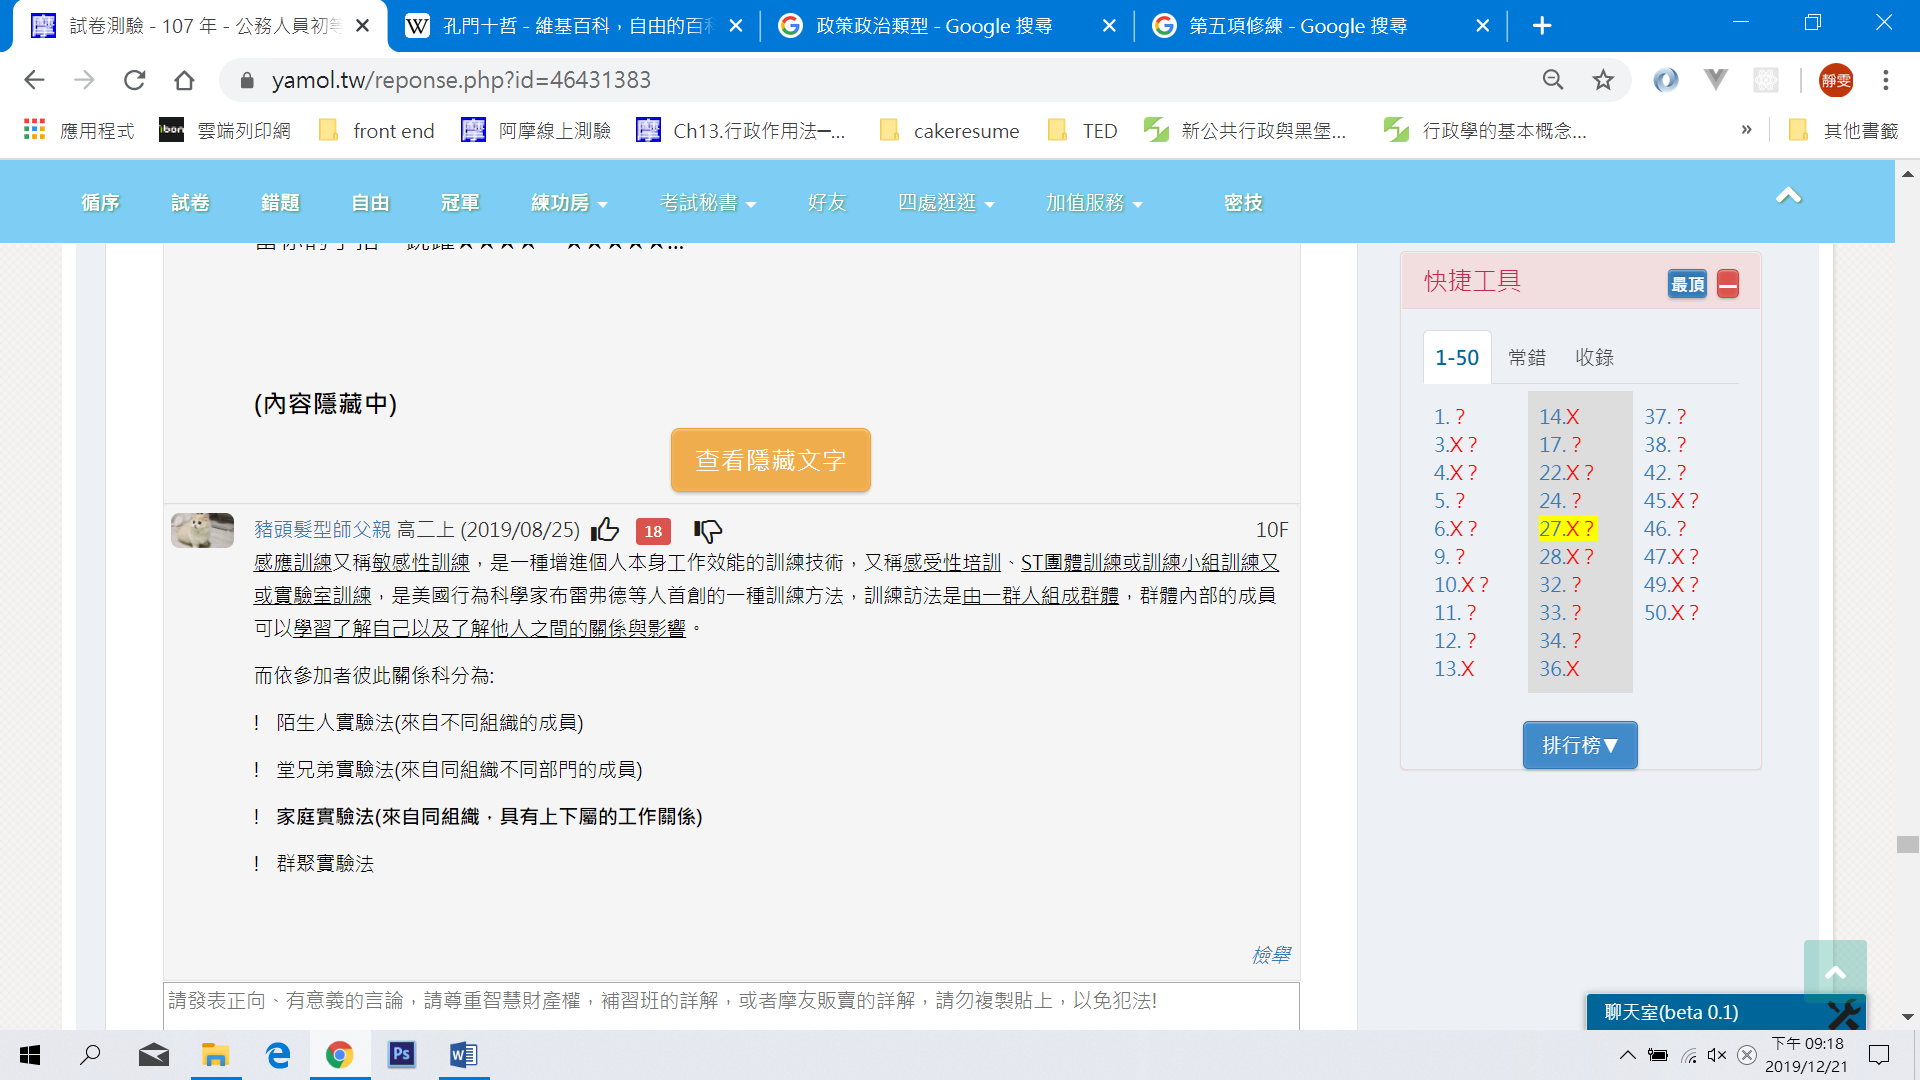 試卷測驗 - 107 年 - 公務人員初等
孔門十哲 - 維基百科，自由的百科
政策政治類型 - Google 搜尋
第五項修練 - Google 搜尋
yamol.tw/reponse.php?id=46431383
靜雯
應用程式
ibon
雲端列印網
front end
阿摩線上測驗
Ch13.行政作用法─...
cakeresume
TED
新公共行政與黑堡...
行政學的基本概念...
»
其他書籤
循序
試卷
錯題
自由
冠軍
練功房
考試秘書
好友
四處逛逛
加值服務
密技
(內容隱藏中)
查看隱藏文字
豬頭髮型師父親 高二上 (2019/08/25) 18 10F
感應訓練又稱敏感性訓練，是一種增進個人本身工作效能的訓練技術，又稱感受性培訓、ST團體訓練或訓練小組訓練又
或實驗室訓練，是美國行為科學家布雷弗德等人首創的一種訓練方法，訓練訪法是由一群人組成群體，群體內部的成員
可以學習了解自己以及了解他人之間的關係與影響。
而依參加者彼此關係科分為:
! 陌生人實驗法(來自不同組織的成員)
! 堂兄弟實驗法(來自同組織不同部門的成員)
! 家庭實驗法(來自同組織，具有上下屬的工作關係)
! 群聚實驗法
檢舉
請發表正向、有意義的言論，請尊重智慧財產權，補習班的詳解，或者摩友販賣的詳解，請勿複製貼上，以免犯法!
快捷工具
最頂
1-50
常錯
收錄
1. ?
3.X ?
4.X ?
5. ?
6.X ?
9. ?
10.X ?
11. ?
12. ?
13.X
14.X
17. ?
22.X ?
24. ?
27.X ?
28.X ?
32. ?
33. ?
34. ?
36.X
37. ?
38. ?
42. ?
45.X ?
46. ?
47.X ?
49.X ?
50.X ?
排行榜▼
聊天室(beta 0.1)
Ps
下午 09:18
2019/12/21